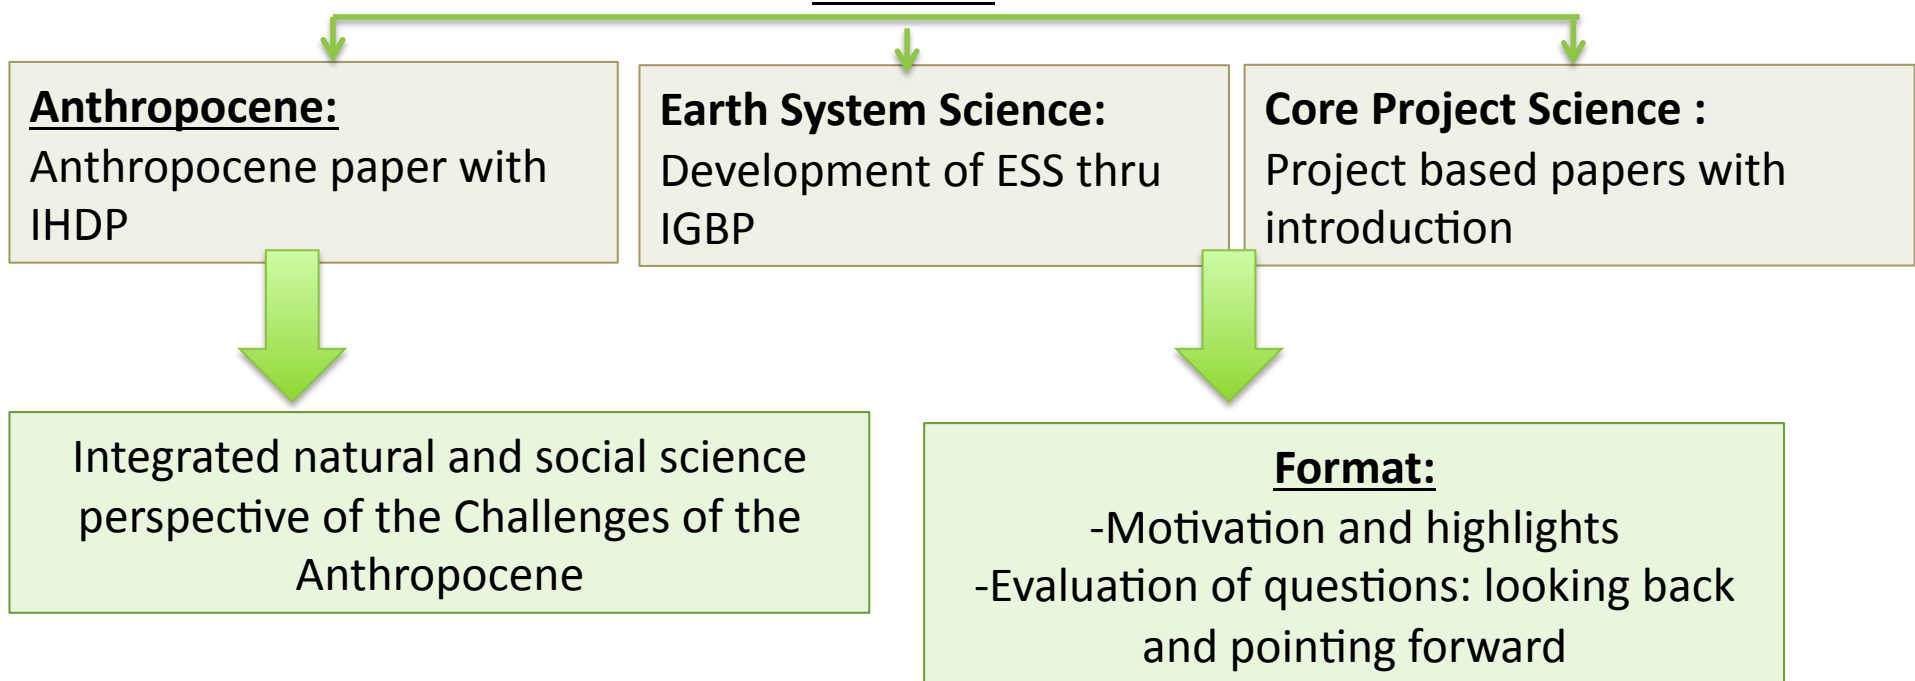 Anthropocene:
Anthropocene paper with
IHDP
Earth System Science:
Development of ESS thru
IGBP
Core Project Science :
Project based papers with
introduction
Integrated natural and social science
perspective of the Challenges of the
Anthropocene
Format:
-Motivation and highlights
-Evaluation of questions: looking back
and pointing forward